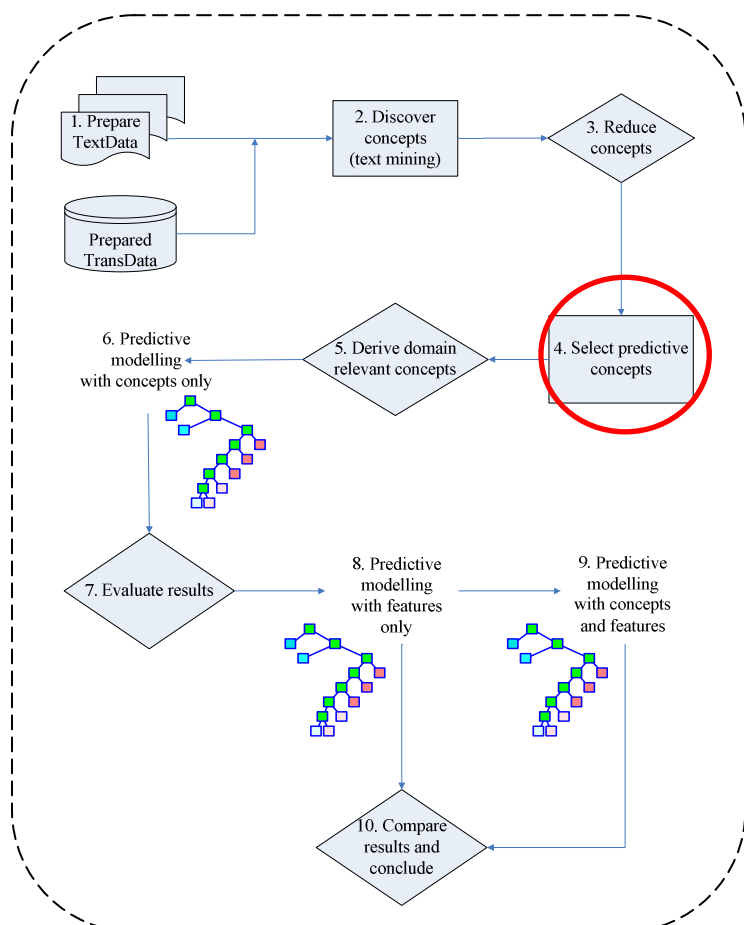 1. Prepare
TextData
2. Discover
concepts
(text mining)
3. Reduce
concepts
Prepared
TransData
4. Select predictive
concepts
5. Derive domain
relevant concepts
6. Predictive
modelling
with concepts only
7. Evaluate results
8. Predictive
modelling
with features
only
9. Predictive
modelling
with concepts
and features
10. Compare
results and
conclude